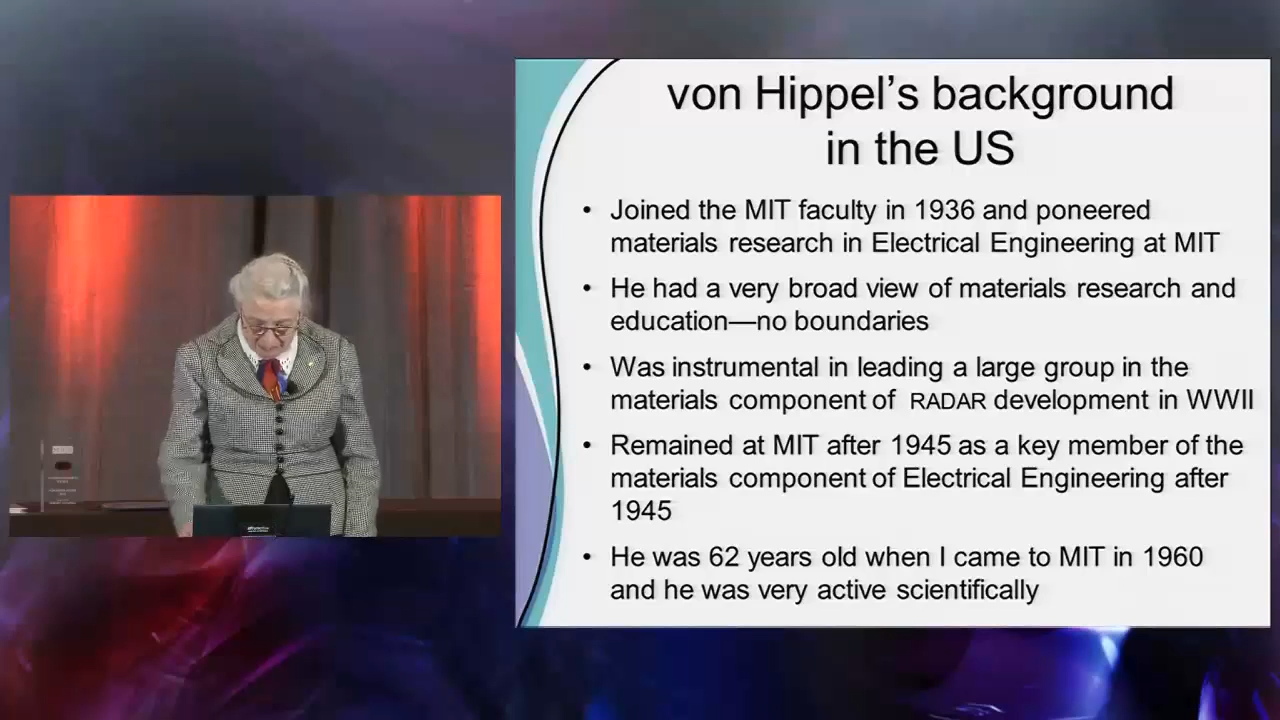 von Hippel's background
in the US
• Joined the MIT faculty in 1936 and poneered
materials research in Electrical Engineering at MIT
• He had a very broad view of materials research and
education—no boundaries
• Was instrumental in leading a large group in the
materials component of RADAR development in WWII
• Remained at MIT after 1945 as a key member of the
materials component of Electrical Engineering after
1945
• He was 62 years old when I came to MIT in 1960
and he was very active scientifically